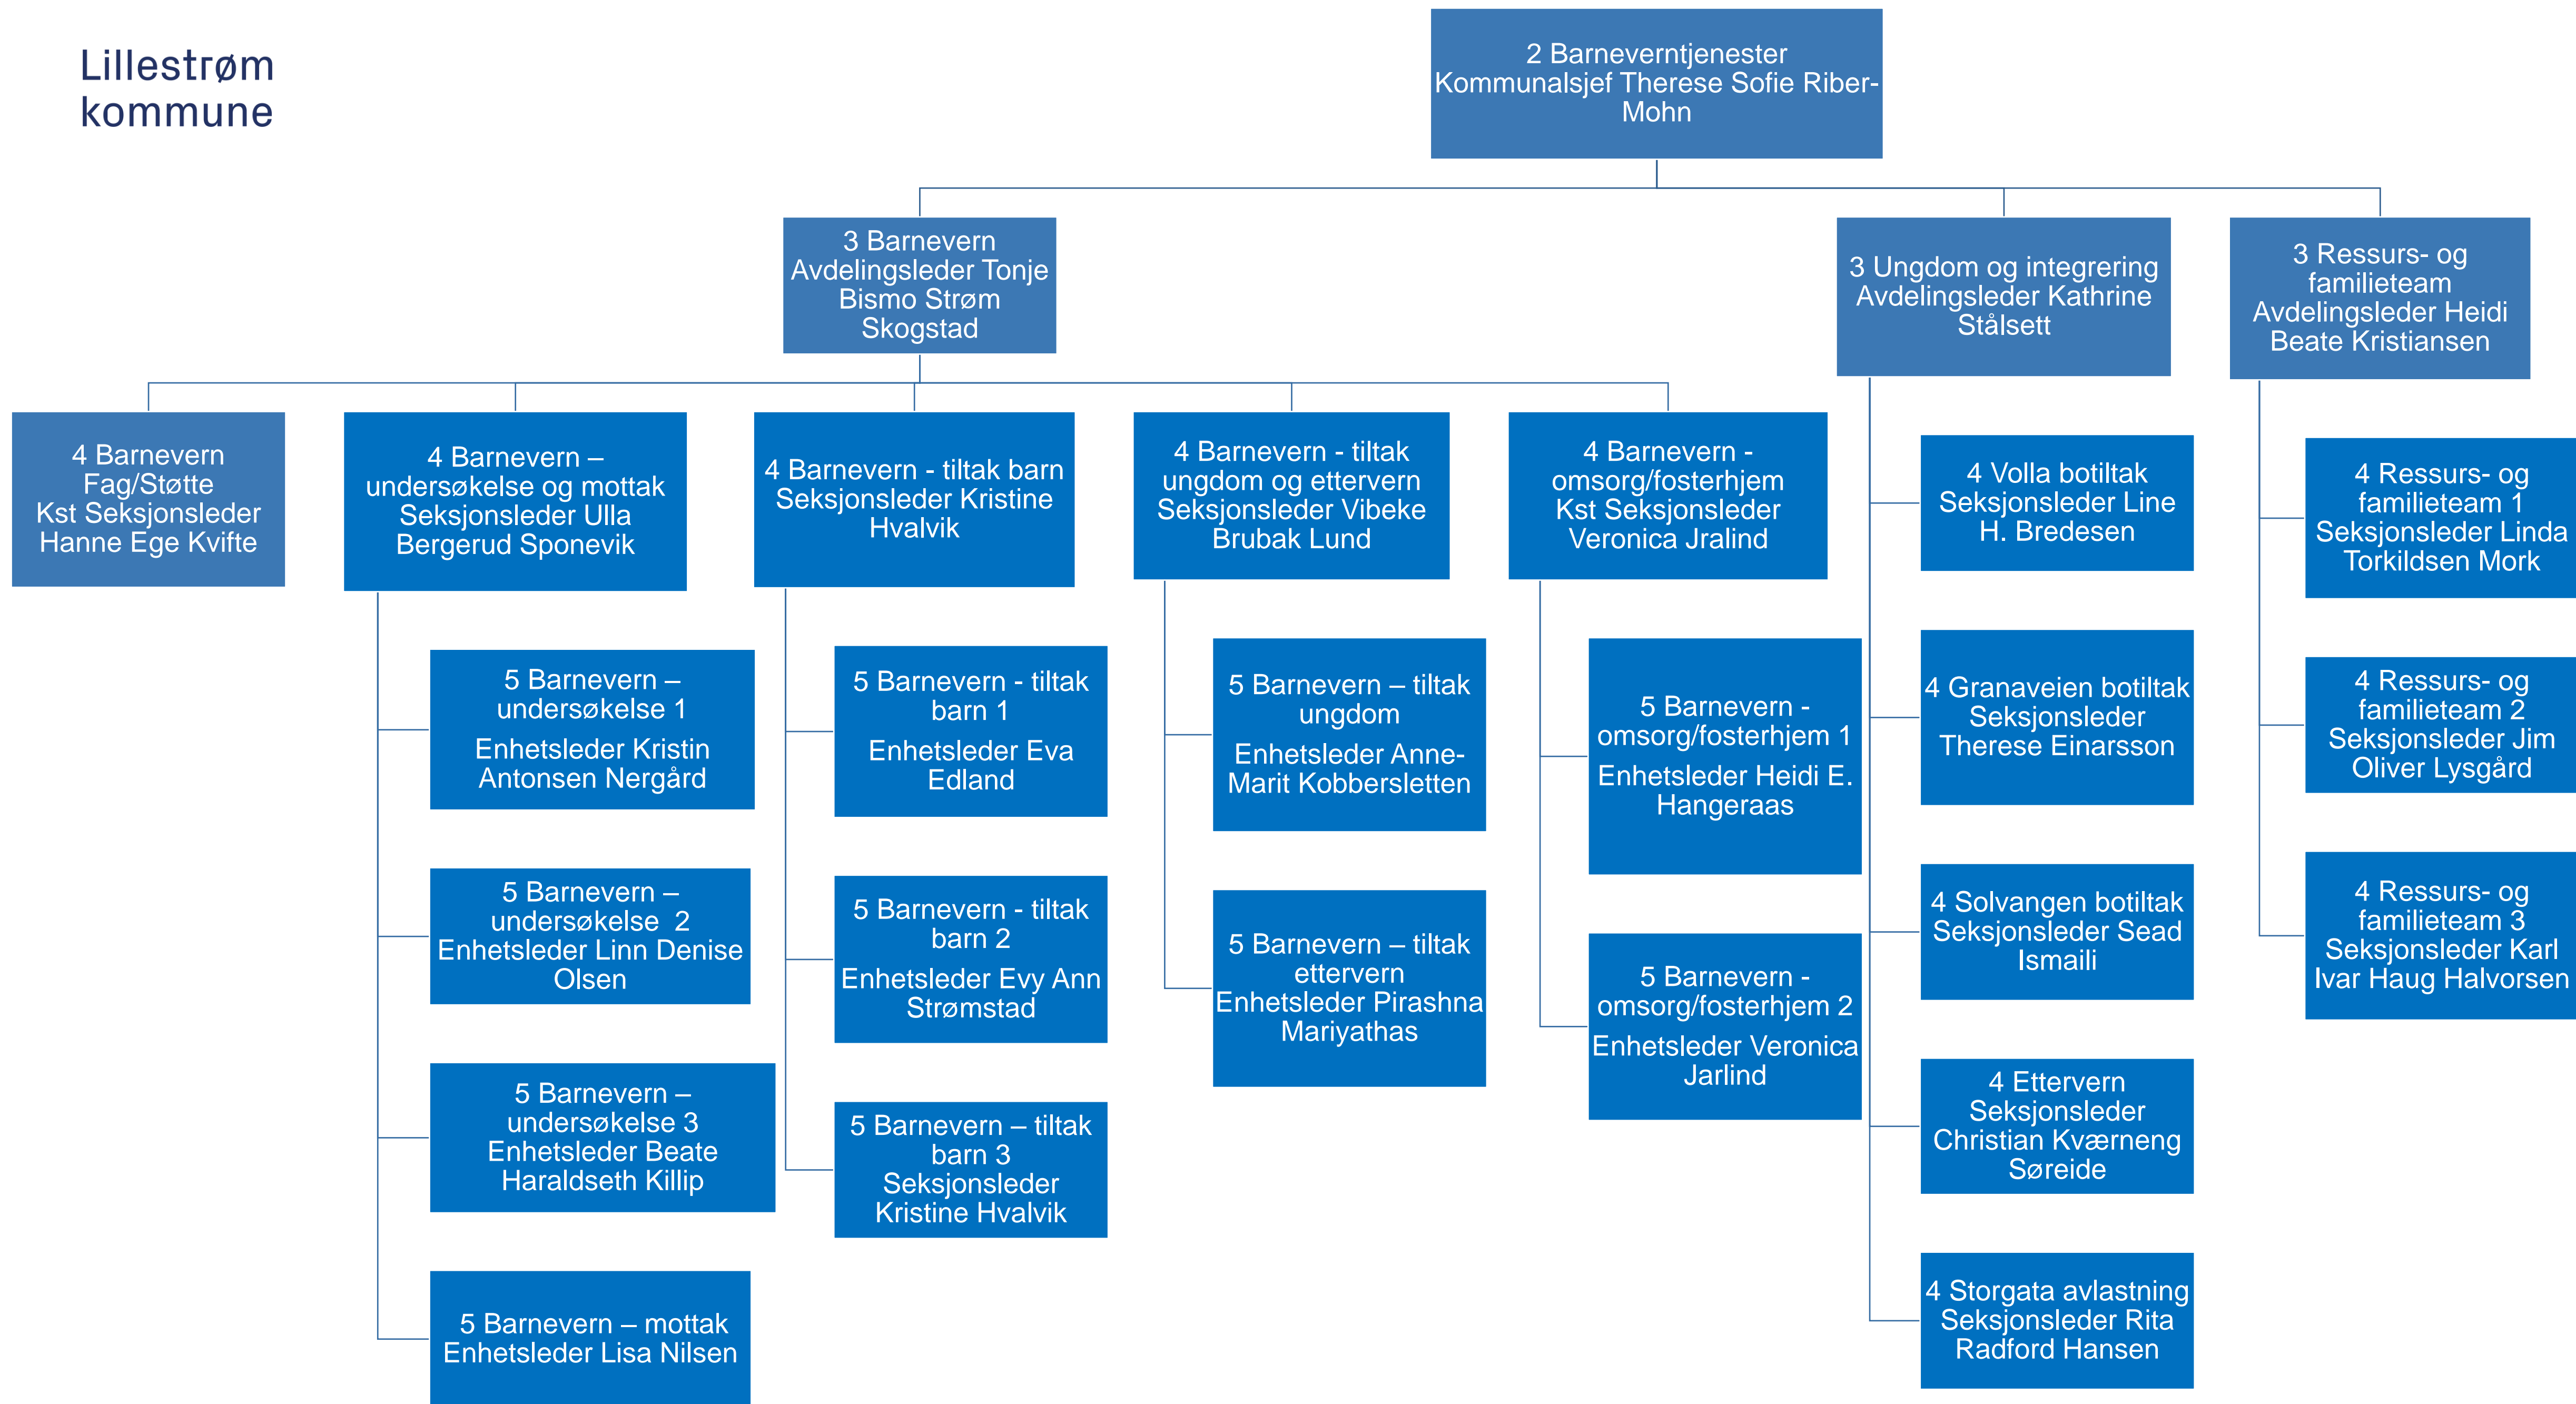 Lillestrøm
kommune
2 Barneverntjenester
Kommunalsjef Therese Sofie Riber-
Mohn
3 Barnevern
Avdelingsleder Tonje
Bismo Strøm
Skogstad
3 Ungdom og integrering
Avdelingsleder Kathrine
Stålsett
3 Ressurs- og
familieteam
Avdelingsleder Heidi
Beate Kristiansen
4 Barnevern
Fag/Støtte
Kst Seksjonsleder
Hanne Ege Kvifte
4 Barnevern –
undersøkelse og mottak
Seksjonsleder Ulla
Bergerud Sponevik
4 Barnevern - tiltak barn
Seksjonsleder Kristine
Hvalvik
4 Barnevern - tiltak
ungdom og ettervern
Seksjonsleder Vibeke
Brubak Lund
4 Barnevern -
omsorg/fosterhjem
Kst Seksjonsleder
Veronica Jralind
5 Barnevern –
undersøkelse 1
Enhetsleder Kristin
Antonsen Nergård
5 Barnevern –
undersøkelse  2
Enhetsleder Linn Denise
Olsen
5 Barnevern –
undersøkelse 3
Enhetsleder Beate
Haraldseth Killip
5 Barnevern – mottak
Enhetsleder Lisa Nilsen
5 Barnevern - tiltak
barn 1
Enhetsleder Eva
Edland
5 Barnevern - tiltak
barn 2
Enhetsleder Evy Ann
Strømstad
5 Barnevern – tiltak
barn 3
Seksjonsleder
Kristine Hvalvik
5 Barnevern – tiltak
ungdom
Enhetsleder Anne-
Marit Kobbersletten
5 Barnevern – tiltak
ettervern
Enhetsleder Pirashna
Mariyathas
5 Barnevern -
omsorg/fosterhjem 1
Enhetsleder Heidi E.
Hangeraas
5 Barnevern -
omsorg/fosterhjem 2
Enhetsleder Veronica
Jarlind
4 Volla botiltak
Seksjonsleder Line
H. Bredesen
4 Granaveien botiltak
Seksjonsleder
Therese Einarsson
4 Solvangen botiltak
Seksjonsleder Sead
Ismaili
4 Ettervern
Seksjonsleder
Christian Kværneng
Søreide
4 Storgata avlastning
Seksjonsleder Rita
Radford Hansen
4 Ressurs- og
familieteam 1
Seksjonsleder Linda
Torkildsen Mork
4 Ressurs- og
familieteam 2
Seksjonsleder Jim
Oliver Lysgård
4 Ressurs- og
familieteam 3
Seksjonsleder Karl
Ivar Haug Halvorsen